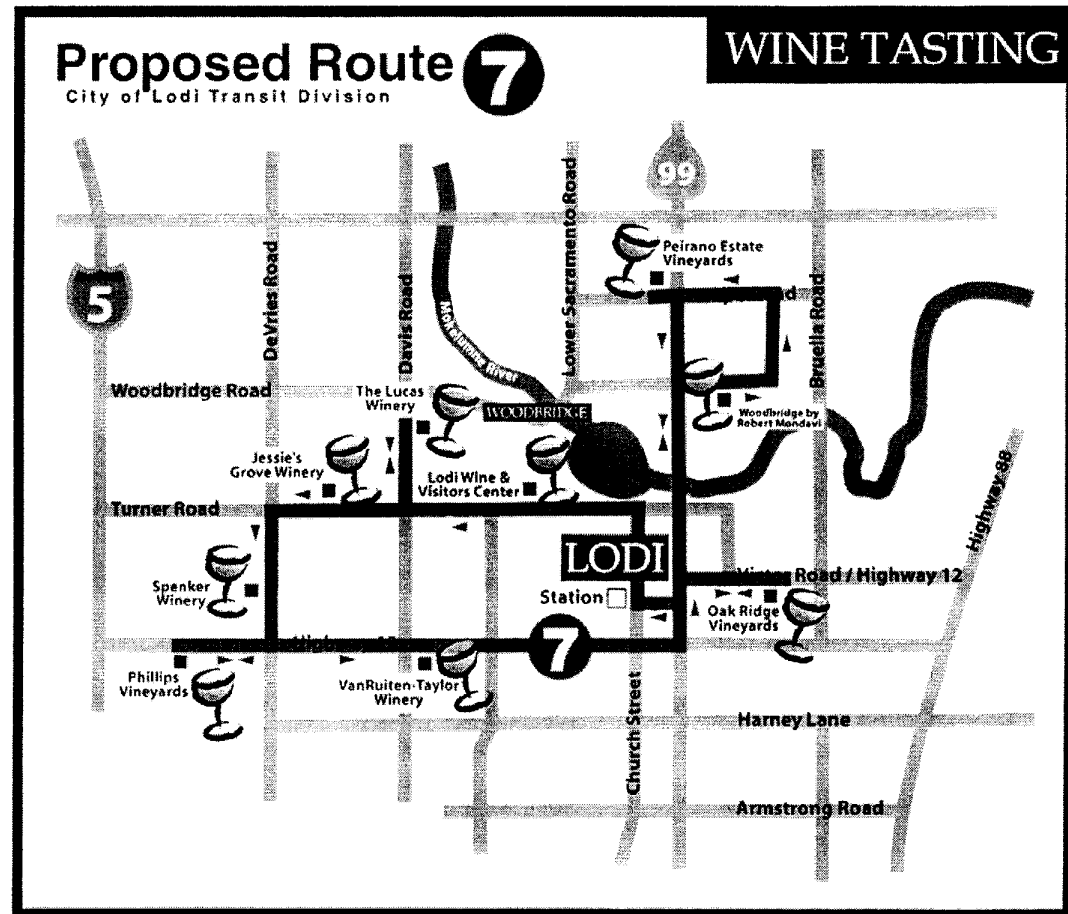 Proposed Route 7
City of Lodi Transit Division
WINE TASTING
99
5
DeVries Road
Davis Road
Mokelumne River
Lower Sacramento Road
Bruella Road
Peirano Estate
Vineyards
Woodbridge Road
The Lucas
Winery
WOODBRIDGE
Woodbridge by
Robert Mondavi
Jessie's
Grove Winery
Lodi Wine &
Visitors Center
Highway 88
Turner Road
LODI
Road / Highway 12
Spenker
Winery
Station
Oak Ridge
Vineyards
7
Phillips
Vineyards
VanRuiten-Taylor
Winery
Church Street
Harney Lane
Armstrong Road